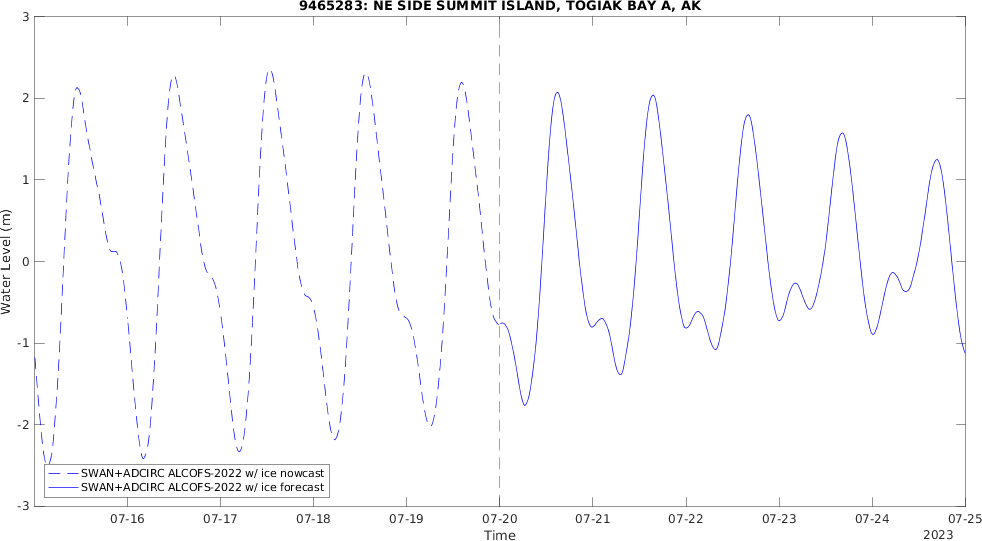 9465283: NE SIDE SUMMIT ISLAND, TOGIAK BAY A, AK
3
2
1
0
-1
-2
-3
Water Level (m)
SWAN+ADCIRC ALCOFS-2022 w/ ice nowcast
SWAN+ADCIRC ALCOFS-2022 w/ ice forecast
07-16 07-17 07-18 07-19 07-20 07-21 07-22 07-23 07-24 07-25
Time
2023